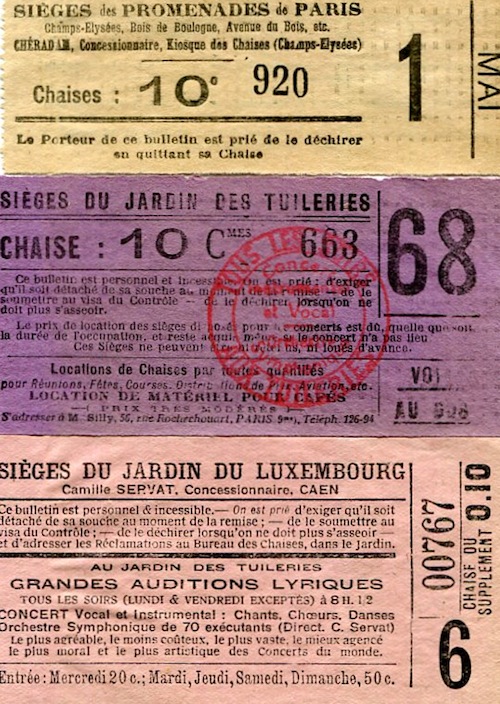 SIÈGES des PROMENADES de PARIS
Champs-Elysées, Bois de Boulogne, Avenue du Bois, etc.
CHÉRADAM, Concessionnaire, Kiosque des Chaises (Champs-Elysées)
Chaises : 10c 920
1
MAI
Le Porteur de ce bulletin est prié de le déchirer
en quittant sa Chaise
SIÈGES DU JARDIN DES TUILERIES
CHAISE : 10 CMES 663
68
Ce bulletin est personnel et incessible. On est prié : d'exiger
qu'il soit détaché de sa souche au moment de la remise — de le
soumettre au visa du Contrôle — de le déchirer lorsqu'on ne
doit plus s'asseoir.
Le prix de location des sièges disposés pour les concerts est dû, quelle que soit
la durée de l'occupation, et reste acquis même si le concert n'a pas lieu
Ces Sièges ne peuvent être ni loués d'avance.
Locations de Chaises par toutes quantités
pour Réunions, Fêtes, Courses, Distributions de Prix, Aviation, etc.
LOCATION DE MATÉRIEL POUR CAFÉS
PRIX TRÈS MODÉRÉS
S'adresser à M. Silly, 56, rue Rochechouart, PARIS 9me), Téléph. 126-94
TOUS LES
Concert
et Vocal
VOI
AU DOS
SIÈGES DU JARDIN DU LUXEMBOURG
Camille SERVAT, Concessionnaire, CAEN
Ce bulletin est personnel & incessible.— On est prié d'exiger qu'il soit
détaché de sa souche au moment de la remise ; — de le soumettre au
visa du Contrôle ; — de le déchirer lorsqu'on ne doit plus s'asseoir —
et d'adresser les Réclamations au Bureau des Chaises, dans le Jardin.
AU JARDIN DES TUILERIES
GRANDES AUDITIONS LYRIQUES
TOUS LES SOIRS (LUNDI & VENDREDI EXCEPTÉS) à 8 H. 1/2
CONCERT Vocal et Instrumental : Chants, Chœurs, Danses
Orchestre Symphonique de 70 exécutants (Direct. C. Servat)
Le plus agréable, le moins coûteux, le plus vaste, le mieux agencé
le plus moral et le plus artistique des Concerts du monde.
Entrée: Mercredi 20 c.; Mardi, Jeudi, Samedi, Dimanche, 50 c.
00767
CHAISE DU
SUPPLÉMENT 0.10
6